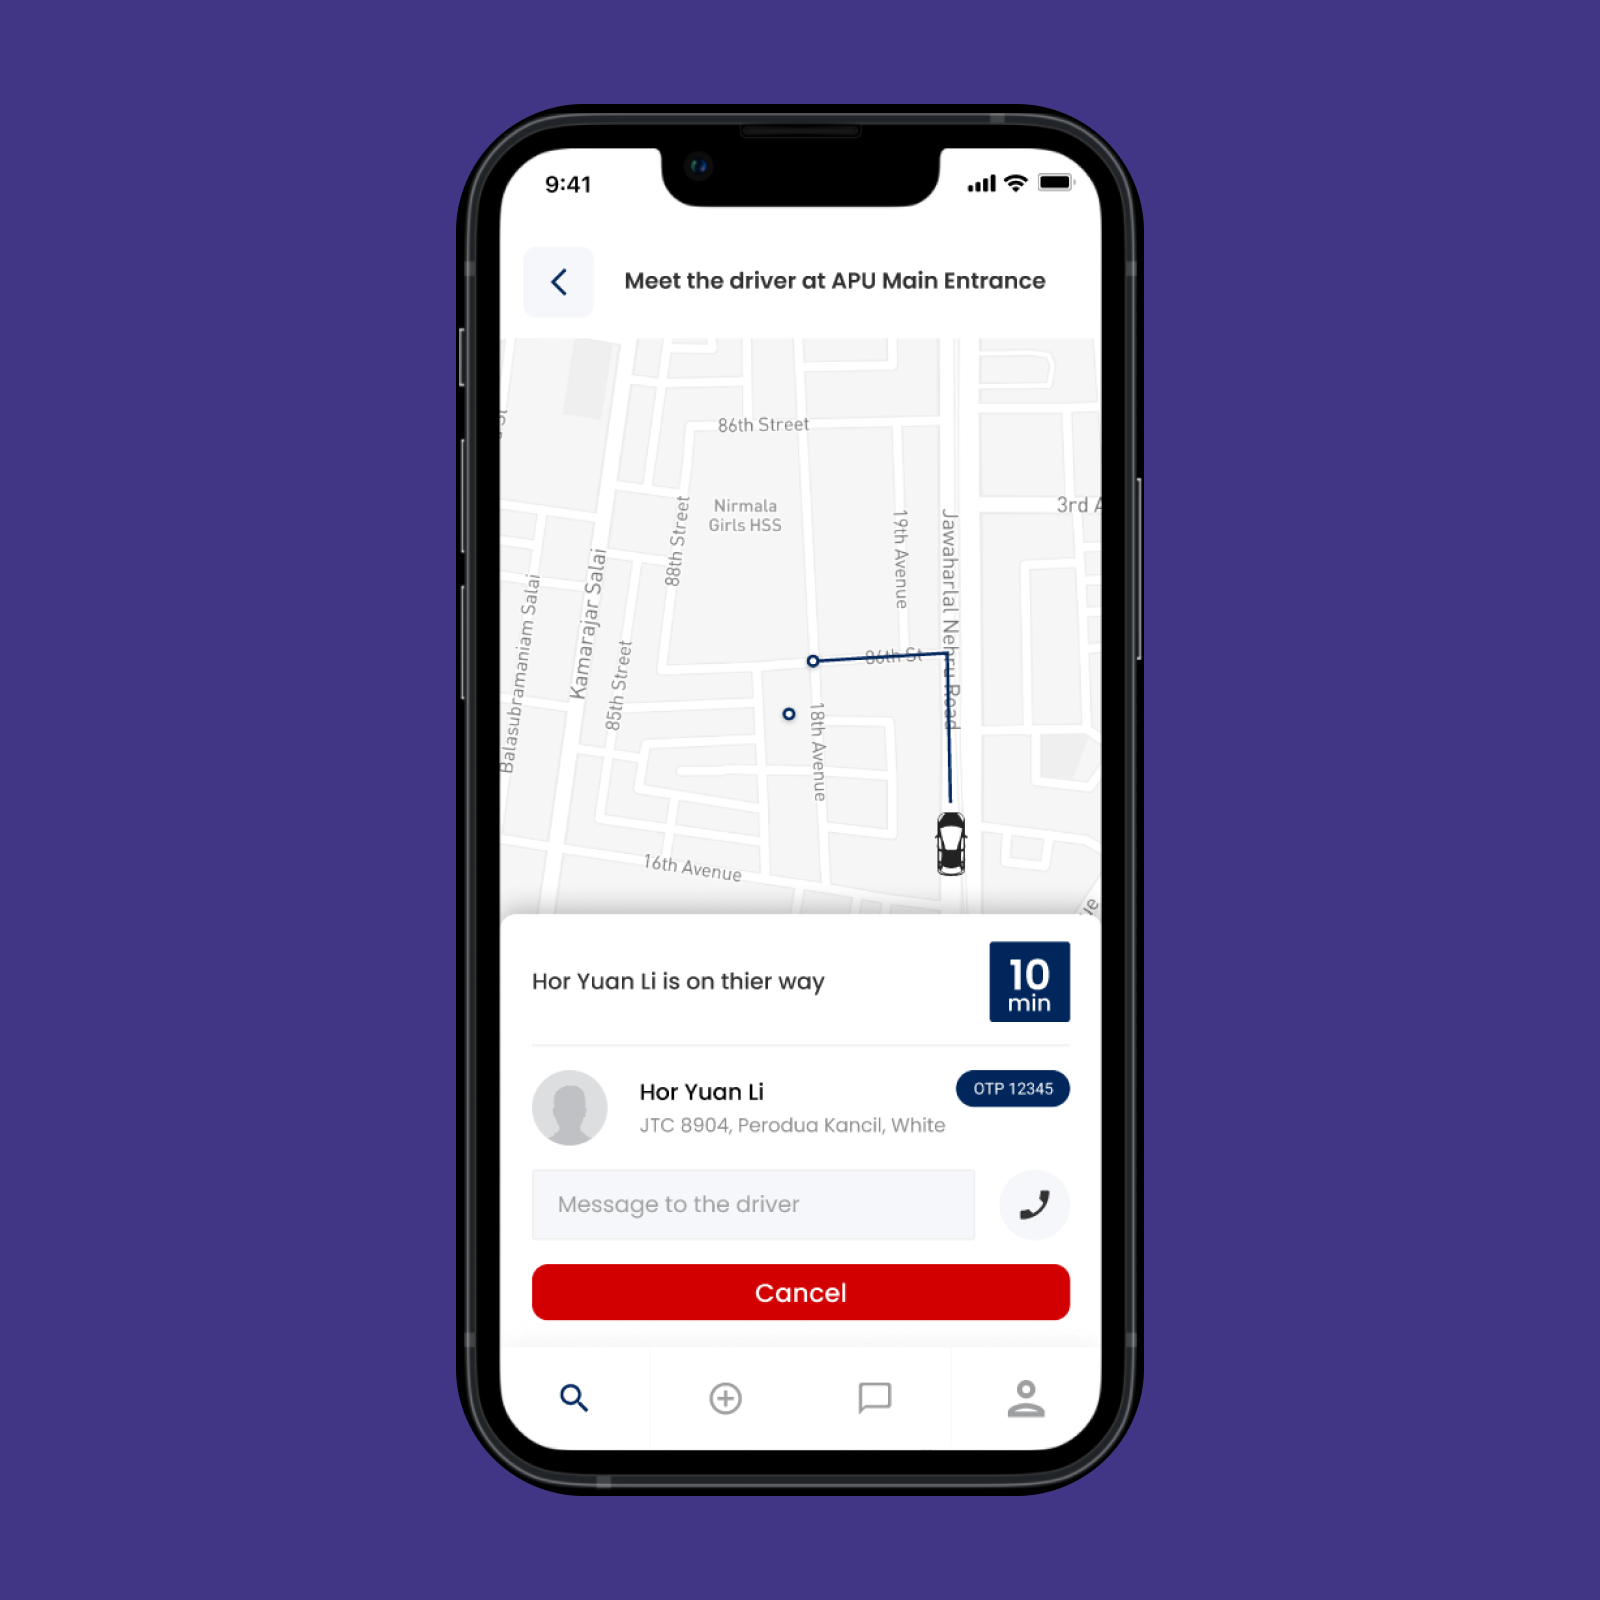 9:41
Meet the driver at APU Main Entrance
86th Street
Nirmala
Girls HSS
3rd A
88th Street
19th Avenue
Jawaharlal Nehru Road
Kamarajar Salai
Balasubramaniam Salai
85th Street
86th St
18th Avenue
16th Avenue
Hor Yuan Li is on thier way
10
min
Hor Yuan Li
OTP 12345
JTC 8904, Perodua Kancil, White
Message to the driver
Cancel